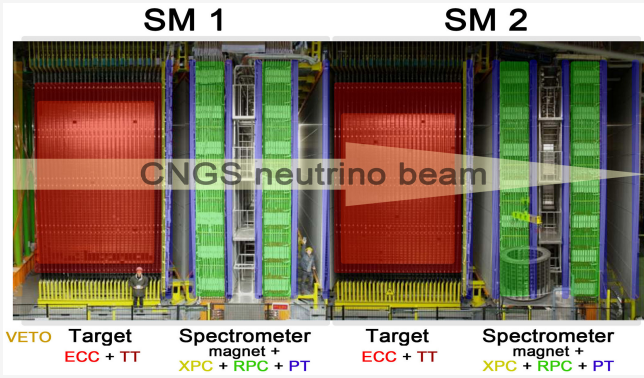 SM 1 SM 2
CNGS neutrino beam
VETO Target Spectrometer Target Spectrometer
ECC + TT magnet + ECC + TT magnet +
XPC + RPC + PT XPC + RPC + PT